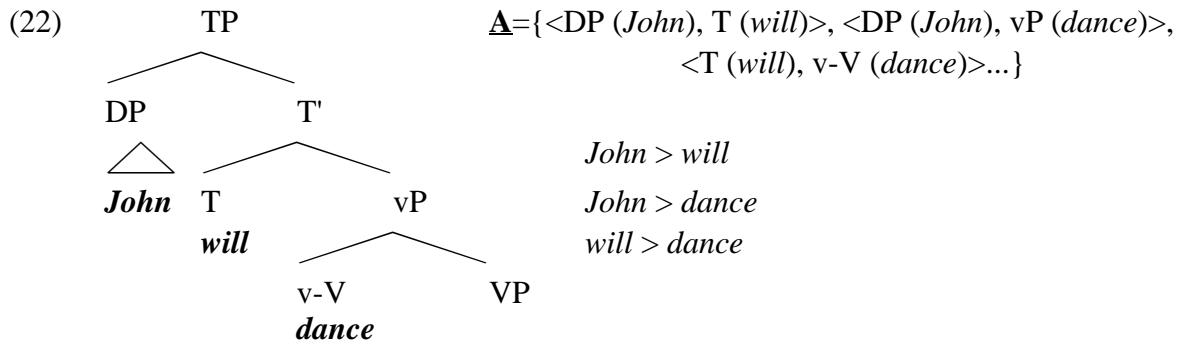 (22) TP A={<DP (John), T (will)>, <DP (John), vP (dance)>,
<T (will), v-V (dance)>...}
DP T'
John > will
John T vP John > dance
will will > dance
v-V VP
dance